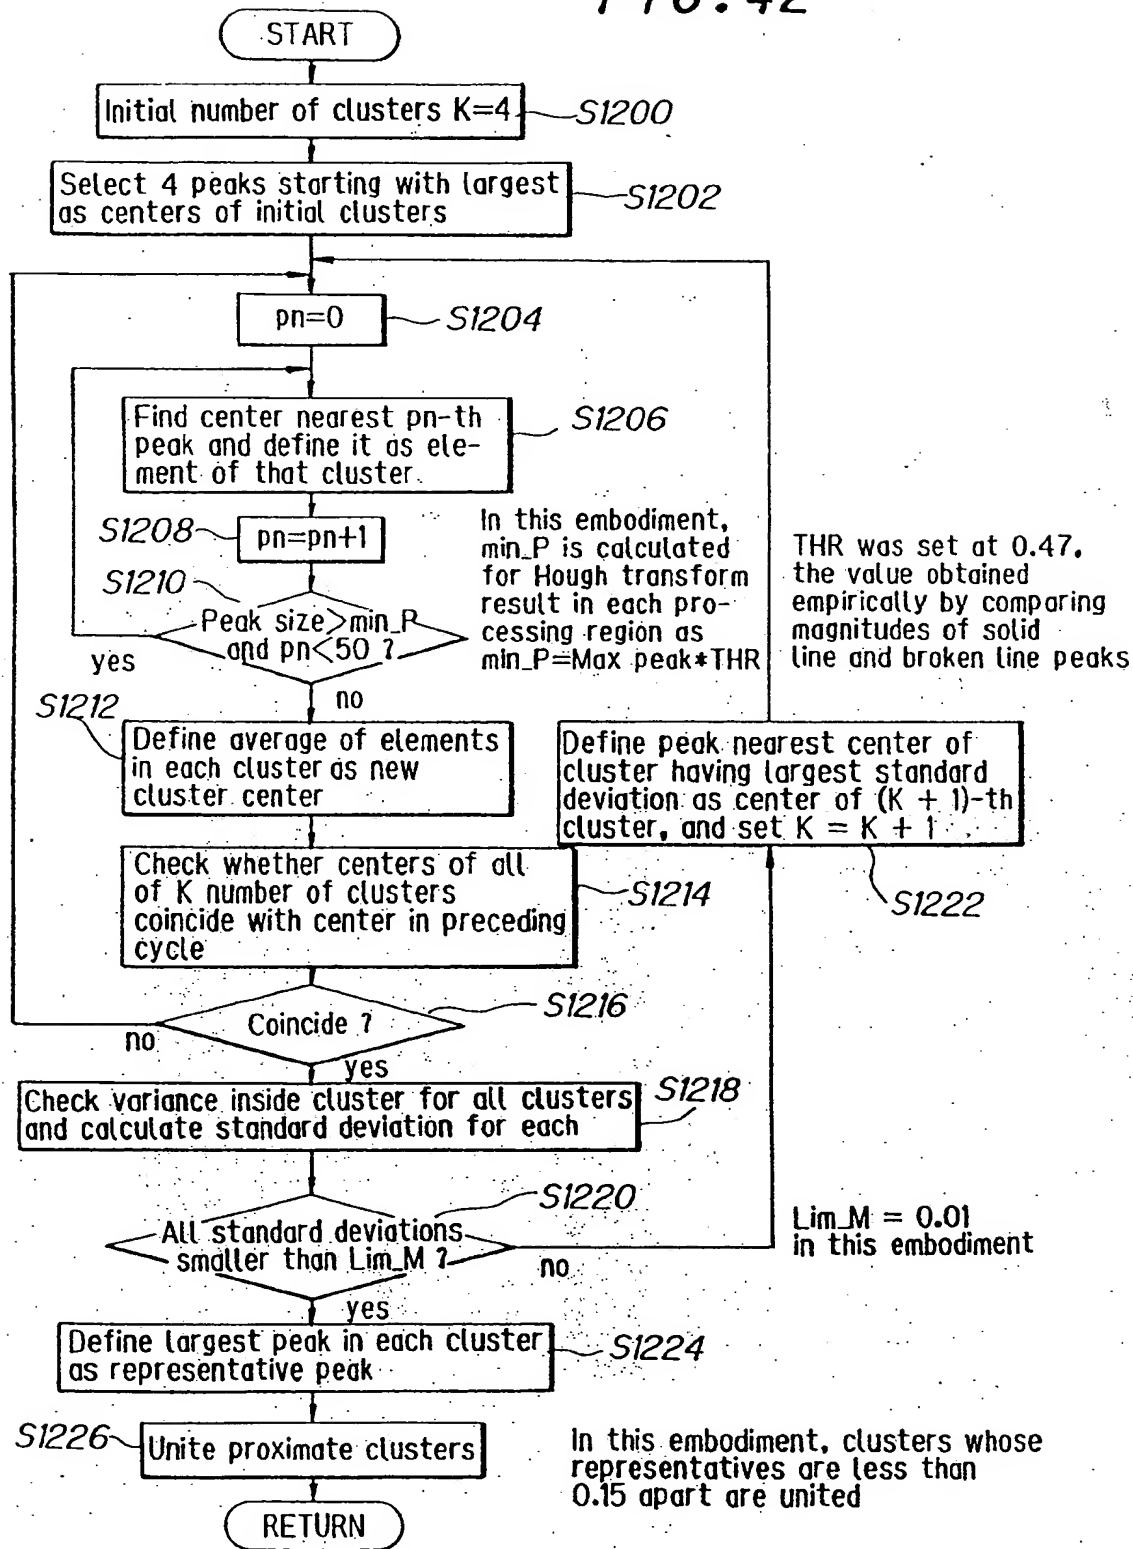 FIG. 42
START
Initial number of clusters K=4
S1200
Select 4 peaks starting with largest
as centers of initial clusters
S1202
pn=0
S1204
Find center nearest pn-th
peak and define it as ele-
ment of that cluster.
S1206
S1208
pn=pn+1
In this embodiment,
min_P is calculated
for Hough transform
result in each pro-
cessing region as
min_P=Max peak*THR
THR was set at 0.47,
the value obtained
empirically by comparing
magnitudes of solid
line and broken line peaks
S1210
Peak size>min_P
and pn<50 ?
yes
no
S1212
Define average of elements
in each cluster as new
cluster center
Define peak nearest center of
cluster having largest standard
deviation as center of (K + 1)-th
cluster, and set K = K + 1
S1222
Check whether centers of all
of K number of clusters
coincide with center in preceding
cycle
S1214
Coincide ?
S1216
no
yes
Check variance inside cluster for all clusters
and calculate standard deviation for each
S1218
S1220
All standard deviations
smaller than Lim_M ?
no
Lim_M = 0.01
in this embodiment
yes
Define largest peak in each cluster
as representative peak
S1224
S1226
Unite proximate clusters
In this embodiment, clusters whose
representatives are less than
0.15 apart are united
RETURN